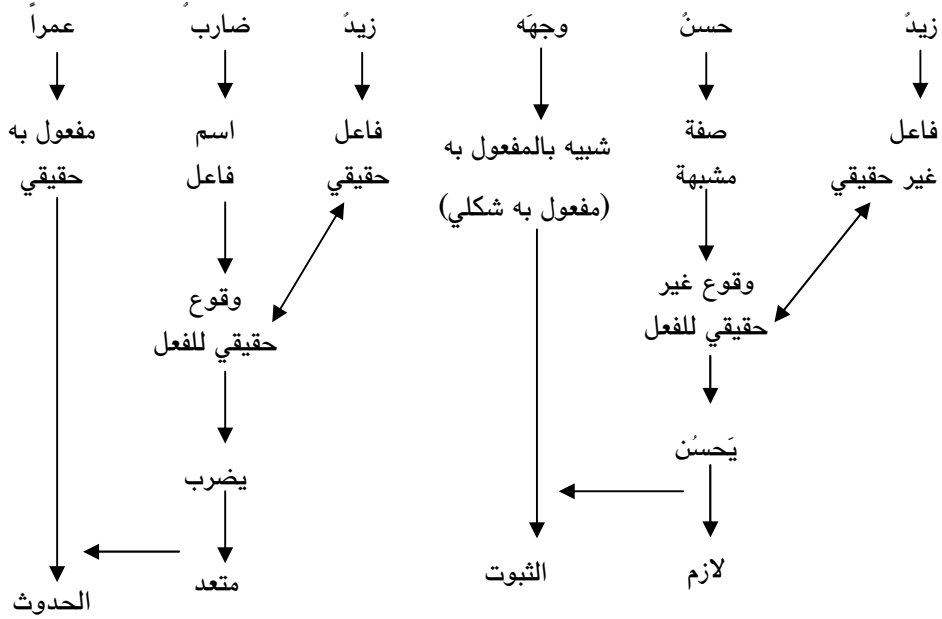 زيدٌ حسنٌ وجهَه زيدٌ ضاربٌ عمراً
فاعل
غير حقيقي
صفة
مشبهة
شبيه بالمفعول به
(مفعول به شكلي)
فاعل
حقيقي
اسم
فاعل
مفعول به
حقيقي
وقوع غير
حقيقي للفعل
وقوع
حقيقي للفعل
يَحسُن
يضرب
لازم
الثبوت
متعد
الحدوث